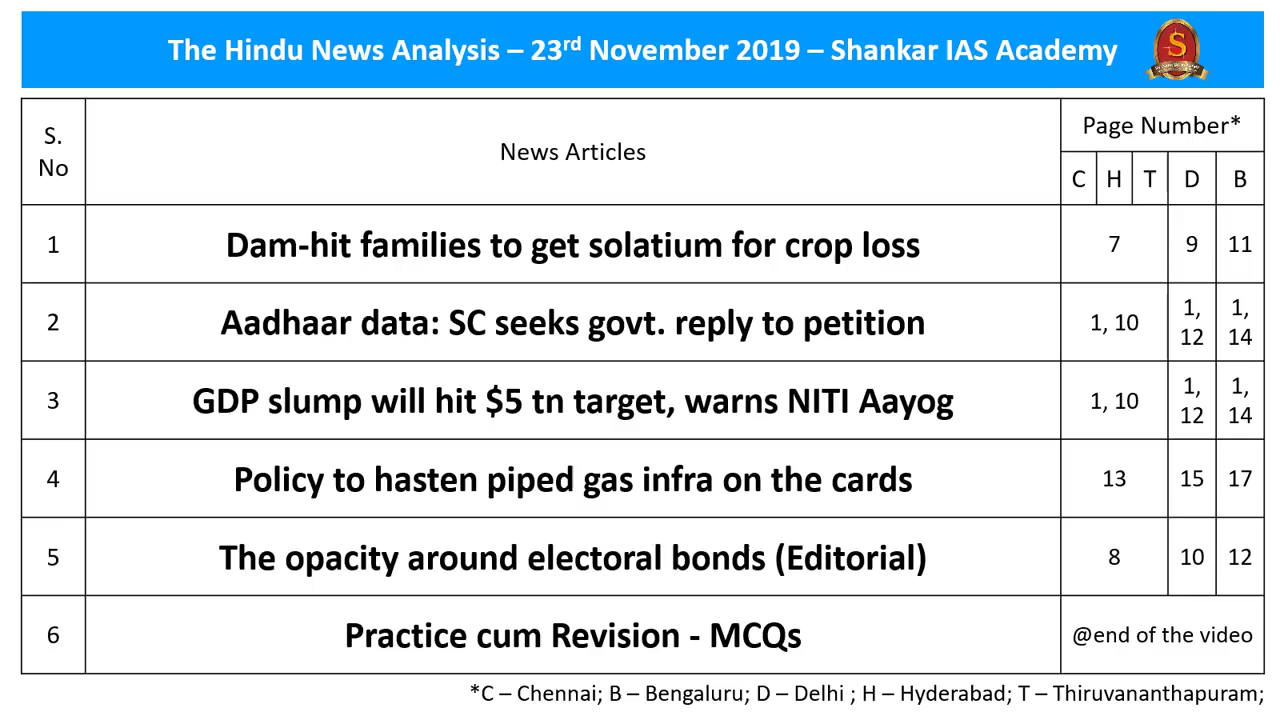 The Hindu News Analysis – 23rd November 2019 – Shankar IAS Academy
S. No
News Articles
Page Number*
C H T D B
1 Dam-hit families to get solatium for crop loss 7 9 11
2 Aadhaar data: SC seeks govt. reply to petition 1, 10 1, 12 1, 14
3 GDP slump will hit $5 tn target, warns NITI Aayog 1, 10 1, 12 1, 14
4 Policy to hasten piped gas infra on the cards 13 15 17
5 The opacity around electoral bonds (Editorial) 8 10 12
6 Practice cum Revision - MCQs @end of the video
*C – Chennai; B – Bengaluru; D – Delhi ; H – Hyderabad; T – Thiruvananthapuram;